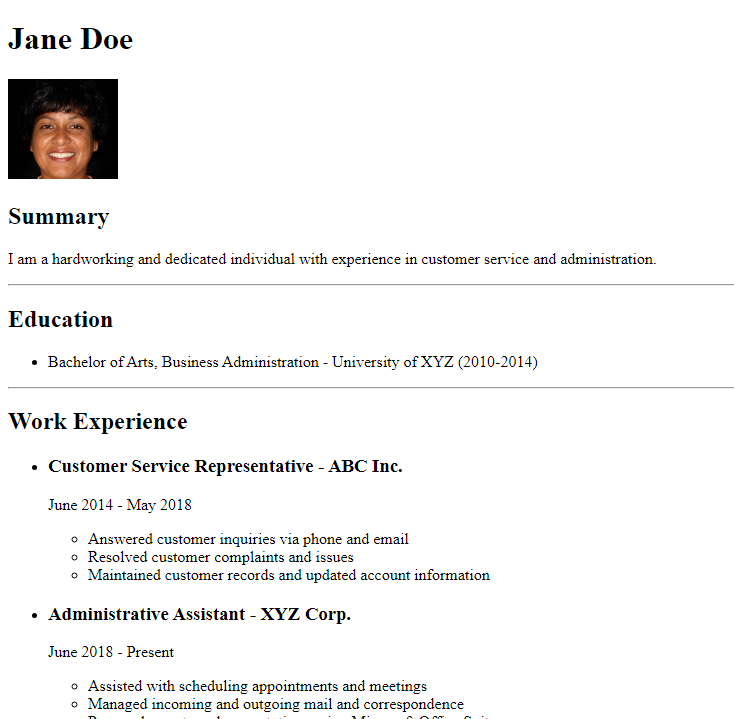 Jane Doe
Summary
I am a hardworking and dedicated individual with experience in customer service and administration.
Education
Bachelor of Arts, Business Administration - University of XYZ (2010-2014)
Work Experience
Customer Service Representative - ABC Inc.
June 2014 - May 2018
Answered customer inquiries via phone and email
Resolved customer complaints and issues
Maintained customer records and updated account information
Administrative Assistant - XYZ Corp.
June 2018 - Present
Assisted with scheduling appointments and meetings
Managed incoming and outgoing mail and correspondence